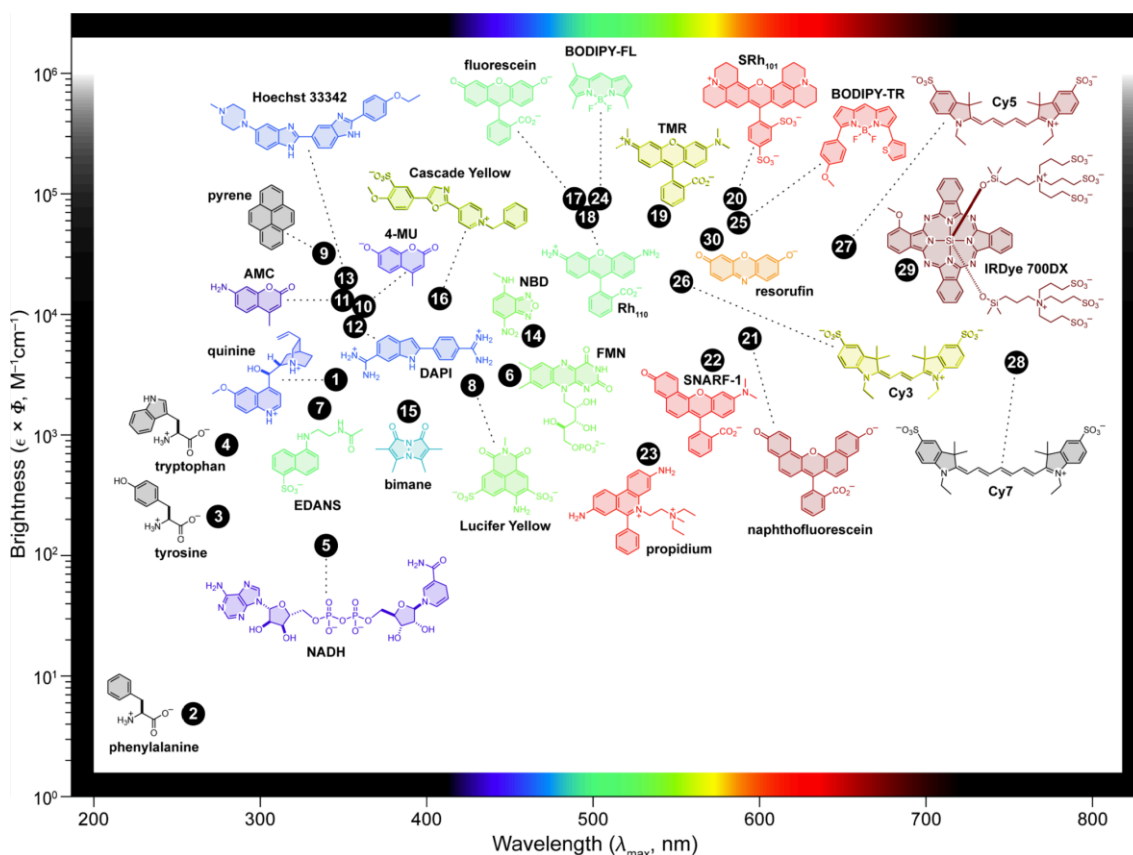 10⁶
10⁵
10⁴
10³
10²
10¹
10⁰
Brightness (ϵ × Φ, M⁻¹cm⁻¹)
200
300
400
500
600
700
800
Wavelength (λmax, nm)
Hoechst 33342
fluorescein
BODIPY-FL
SRh₁₀₁
BODIPY-TR
Cy5
TMR
Cascade Yellow
pyrene
4-MU
AMC
NBD
Rh₁₁₀
resorufin
IRDye 700DX
quinine
DAPI
FMN
SNARF-1
Cy3
tryptophan
EDANS
bimane
Lucifer Yellow
propidium
naphthofluorescein
Cy7
tyrosine
NADH
phenylalanine
17
24
18
19
20
25
30
27
29
26
9
13
11
10
12
16
14
1
7
8
6
22
21
28
4
15
3
23
5
2